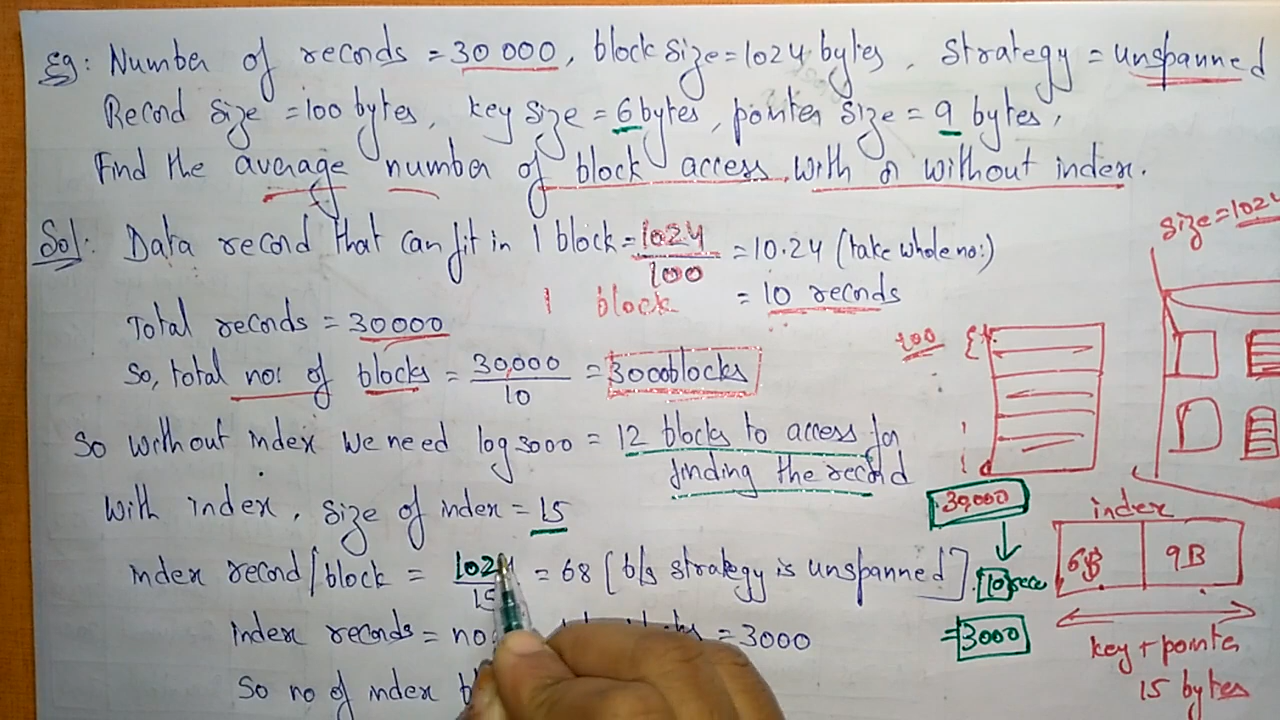 Eg: Number of records = 30 000, block size = 1024 bytes, Strategy = unspanned
Record size = 100 bytes, key size = 6 bytes, pointer size = 9 bytes,
Find the average number of block access with or without index.
Sol: Data record that can fit in 1 block = 1024/100 = 10.24 (take whole no:)
1 block = 10 records
Total records = 30000
So, total no: of blocks = 30,000/10 = 3000blocks
So without index we need log 3000 = 12 blocks to access for
finding the record
With index, size of index = 15
index record/block = 1024/15 = 68 [b/s strategy is unspanned]
index records = no = 3000
So no of index
size = 1024
100
30,000
10 reco
= 3000
index
6B 9B
key + pointer
15 bytes